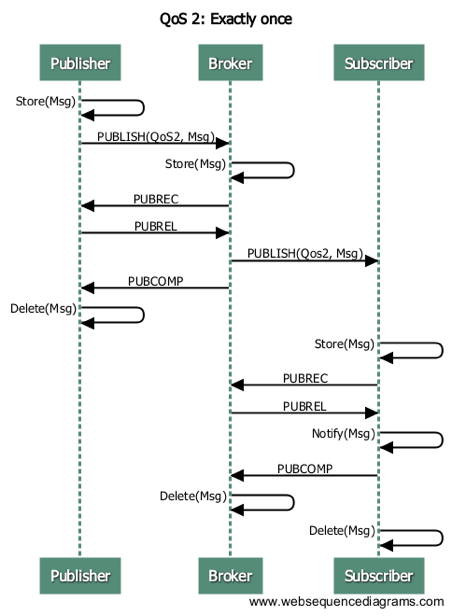 QoS 2: Exactly once
Publisher
Broker
Subscriber
Store(Msg)
PUBLISH(QoS2, Msg)
Store(Msg)
PUBREC
PUBREL
PUBLISH(Qos2, Msg)
PUBCOMP
Delete(Msg)
Store(Msg)
PUBREC
PUBREL
Notify(Msg)
PUBCOMP
Delete(Msg)
Delete(Msg)
Publisher
Broker
Subscriber
www.websequencediagrams.com